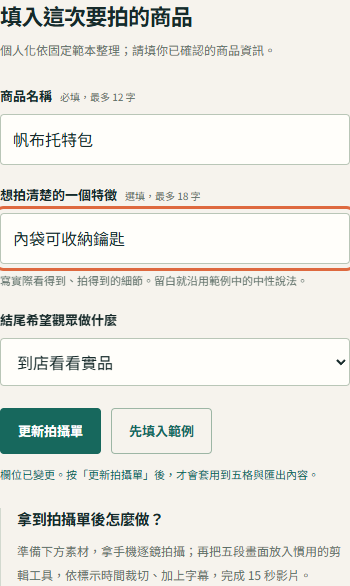 填入這次要拍的商品
個人化依固定範本整理；請填你已確認的商品資訊。
商品名稱 必填，最多 12 字
帆布托特包
想拍清楚的一個特徵 選填，最多 18 字
內袋可收納鑰匙
寫實際看得到、拍得到的細節。留白就沿用範例中的中性說法。
結尾希望觀眾做什麼
到店看看實品
更新拍攝單 先填入範例
欄位已變更。按「更新拍攝單」後，才會套用到五格與匯出內容。
拿到拍攝單後怎麼做？
準備下方素材，拿手機逐鏡拍攝；再把五段畫面放入慣用的剪
輯工具，依標示時間裁切、加上字幕，完成 15 秒影片。